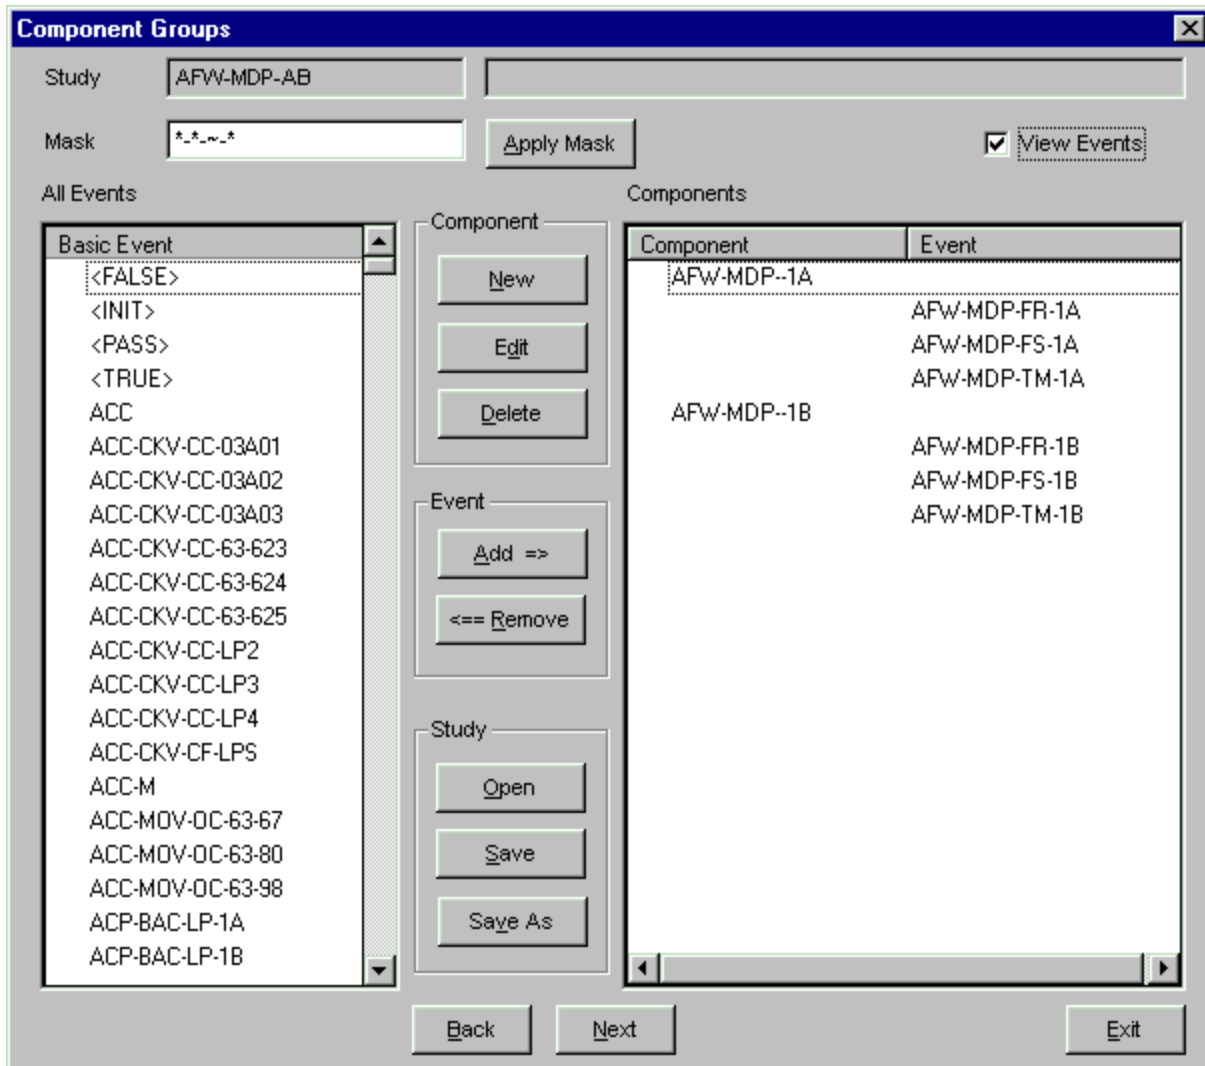 Component Groups
Study AFW-MDP-AB
Mask *-*-~-* Apply Mask View Events
All Events
Basic Event
<FALSE>
<INIT>
<PASS>
<TRUE>
ACC
ACC-CKV-CC-03A01
ACC-CKV-CC-03A02
ACC-CKV-CC-03A03
ACC-CKV-CC-63-623
ACC-CKV-CC-63-624
ACC-CKV-CC-63-625
ACC-CKV-CC-LP2
ACC-CKV-CC-LP3
ACC-CKV-CC-LP4
ACC-CKV-CF-LPS
ACC-M
ACC-MOV-OC-63-67
ACC-MOV-OC-63-80
ACC-MOV-OC-63-98
ACP-BAC-LP-1A
ACP-BAC-LP-1B
Component
New
Edit
Delete
Event
Add =>
<== Remove
Study
Open
Save
Save As
Components
Component Event
AFW-MDP--1A
AFW-MDP-FR-1A
AFW-MDP-FS-1A
AFW-MDP-TM-1A
AFW-MDP--1B
AFW-MDP-FR-1B
AFW-MDP-FS-1B
AFW-MDP-TM-1B
Back Next Exit